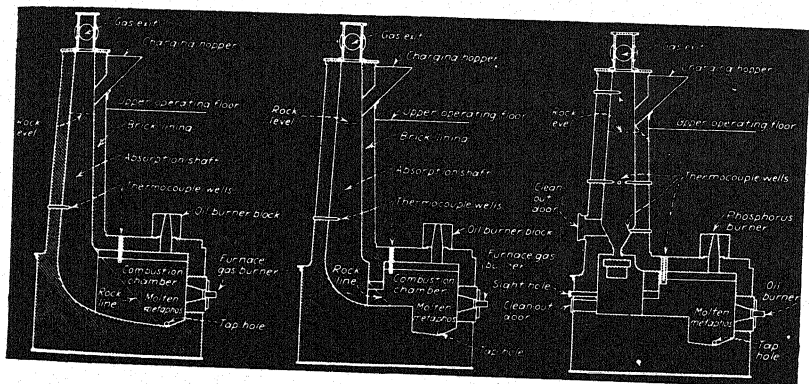 Gas exit
Charging hopper
Upper operating floor
Rock
level
Brick lining
Absorption shaft
Thermocouple wells
Oil burner block
Combustion
chamber
Furnace
gas burner
Rock
line
Molten
metaphos
Tap hole
Gas exit
Charging hopper
Upper operating floor
Rock
level
Brick lining
Absorption shaft
Thermocouple wells
Oil burner block
Furnace gas
burner
Rock
line
Combustion
chamber
Sight hole
Clean out
door
Molten
metaphos
Tap hole
Gas exit
Charging hopper
Rock
level
Upper operating floor
Thermocouple wells
Clean
out
door
Phosphorus
burner
Oil
burner
Molten
metaphos
Tap
hole